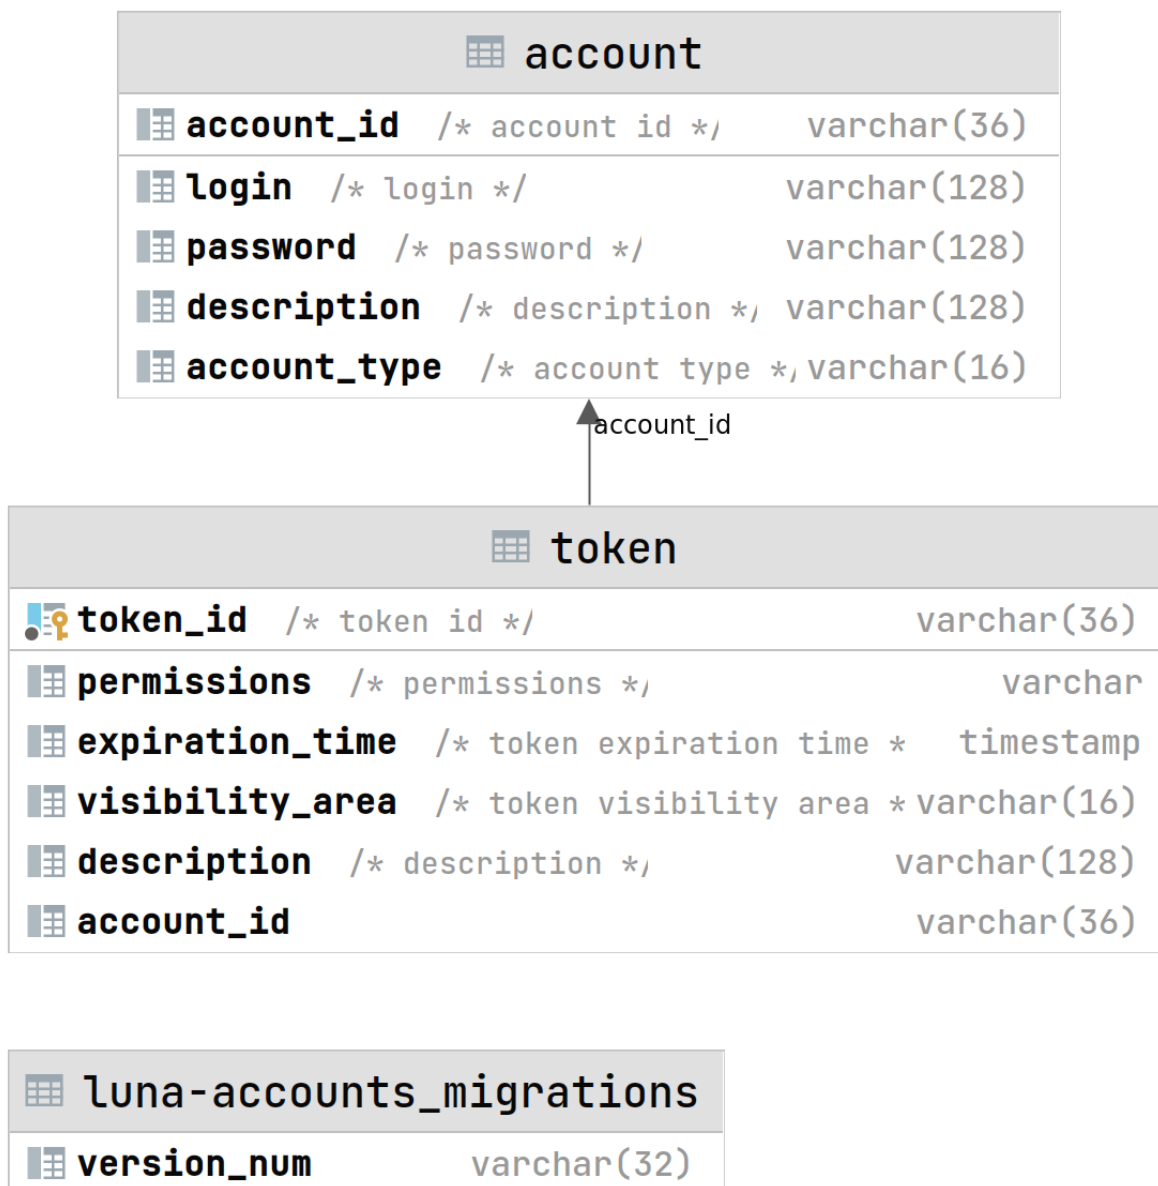 account
account_id /* account id */ varchar(36)
login /* login */ varchar(128)
password /* password */ varchar(128)
description /* description */ varchar(128)
account_type /* account type */ varchar(16)
account_id
token
token_id /* token id */ varchar(36)
permissions /* permissions */ varchar
expiration_time /* token expiration time * timestamp
visibility_area /* token visibility area * varchar(16)
description /* description */ varchar(128)
account_id varchar(36)
luna-accounts_migrations
version_num varchar(32)